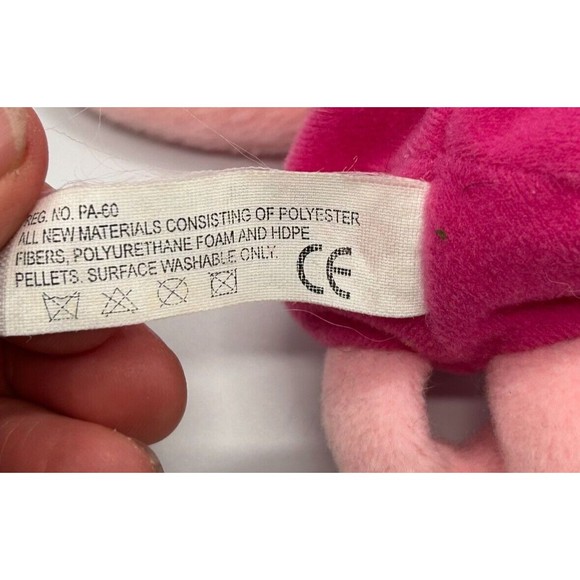 REG. NO. PA-60
ALL NEW MATERIALS CONSISTING OF POLYESTER
FIBERS, POLYURETHANE FOAM AND HDPE
PELLETS. SURFACE WASHABLE ONLY.
CE